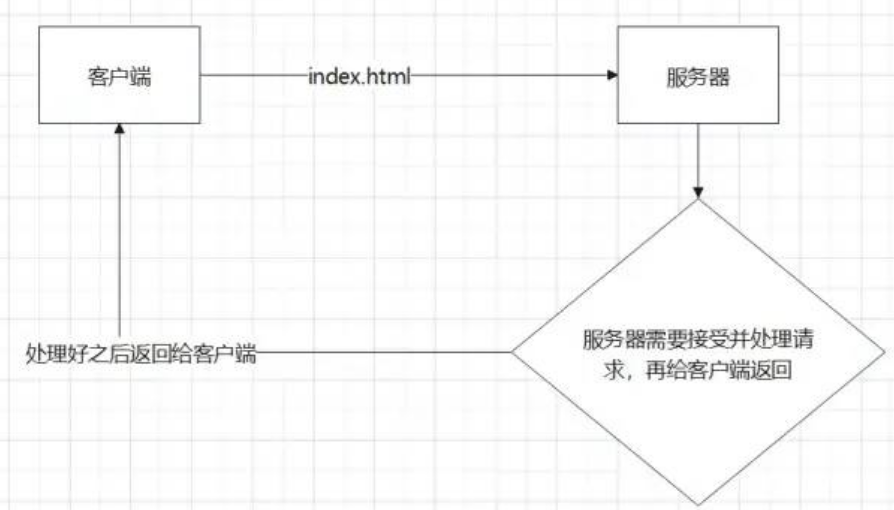 客户端
index.html
服务器
服务器需要接受并处理请
求，再给客户端返回
处理好之后返回给客户端